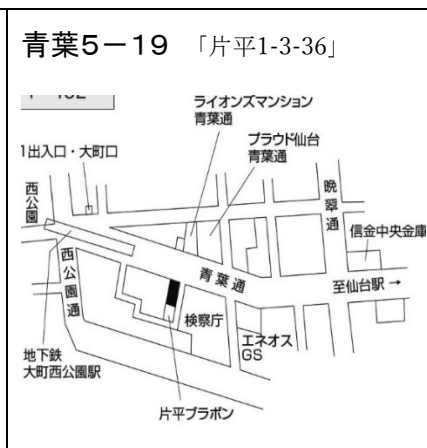 青葉5－19 「片平1-3-36」
ライオンズマンション
青葉通
プラウド仙台
青葉通
1出入口・大町口
西公園
晩翠通
信金中央金庫
青葉通
至仙台駅→
西公園通
検察庁
エネオス
GS
地下鉄
大町西公園駅
片平ブラボン